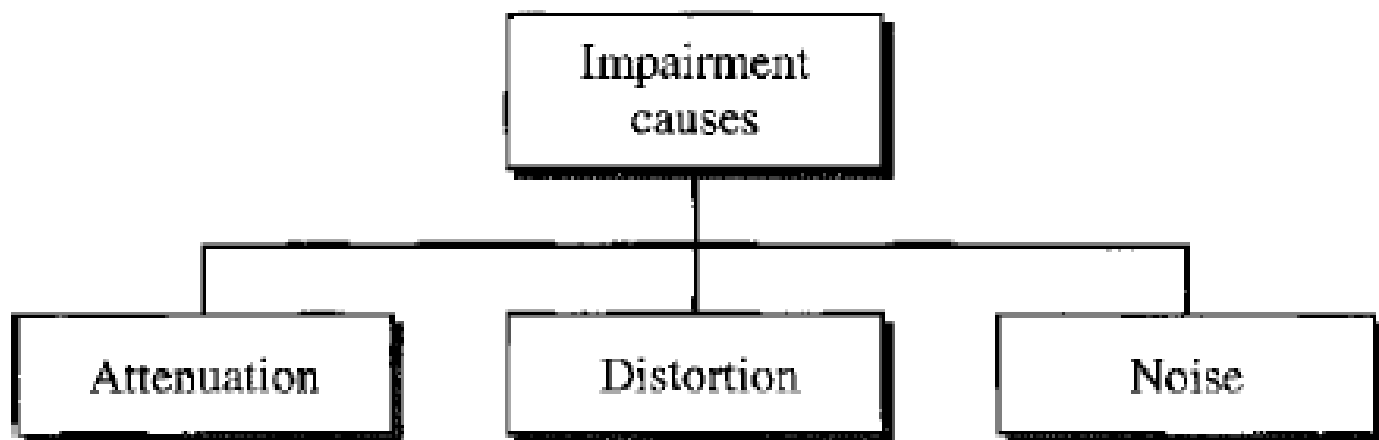 Impairment
causes
Attenuation
Distortion
Noise